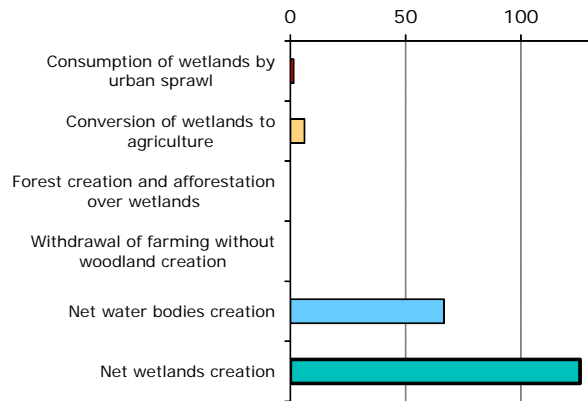 0 50 100
Consumption of wetlands by
urban sprawl
Conversion of wetlands to
agriculture
Forest creation and afforestation
over wetlands
Withdrawal of farming without
woodland creation
Net water bodies creation
Net wetlands creation